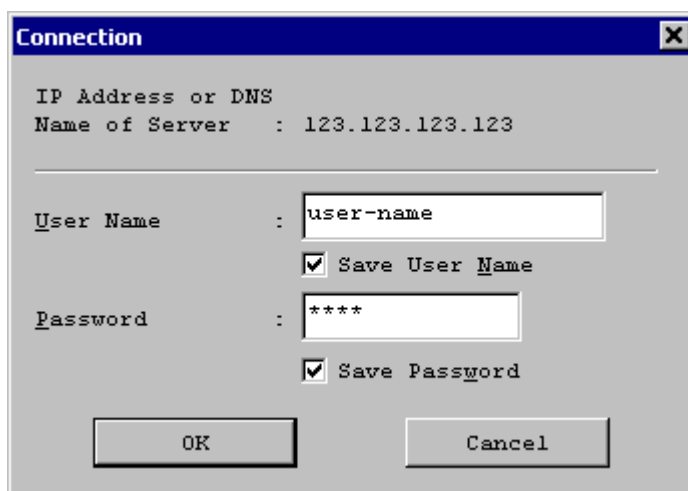 Connection
IP Address or DNS
Name of Server : 123.123.123.123
User Name : user-name
Save User Name
Password : ****
Save Password
OK Cancel